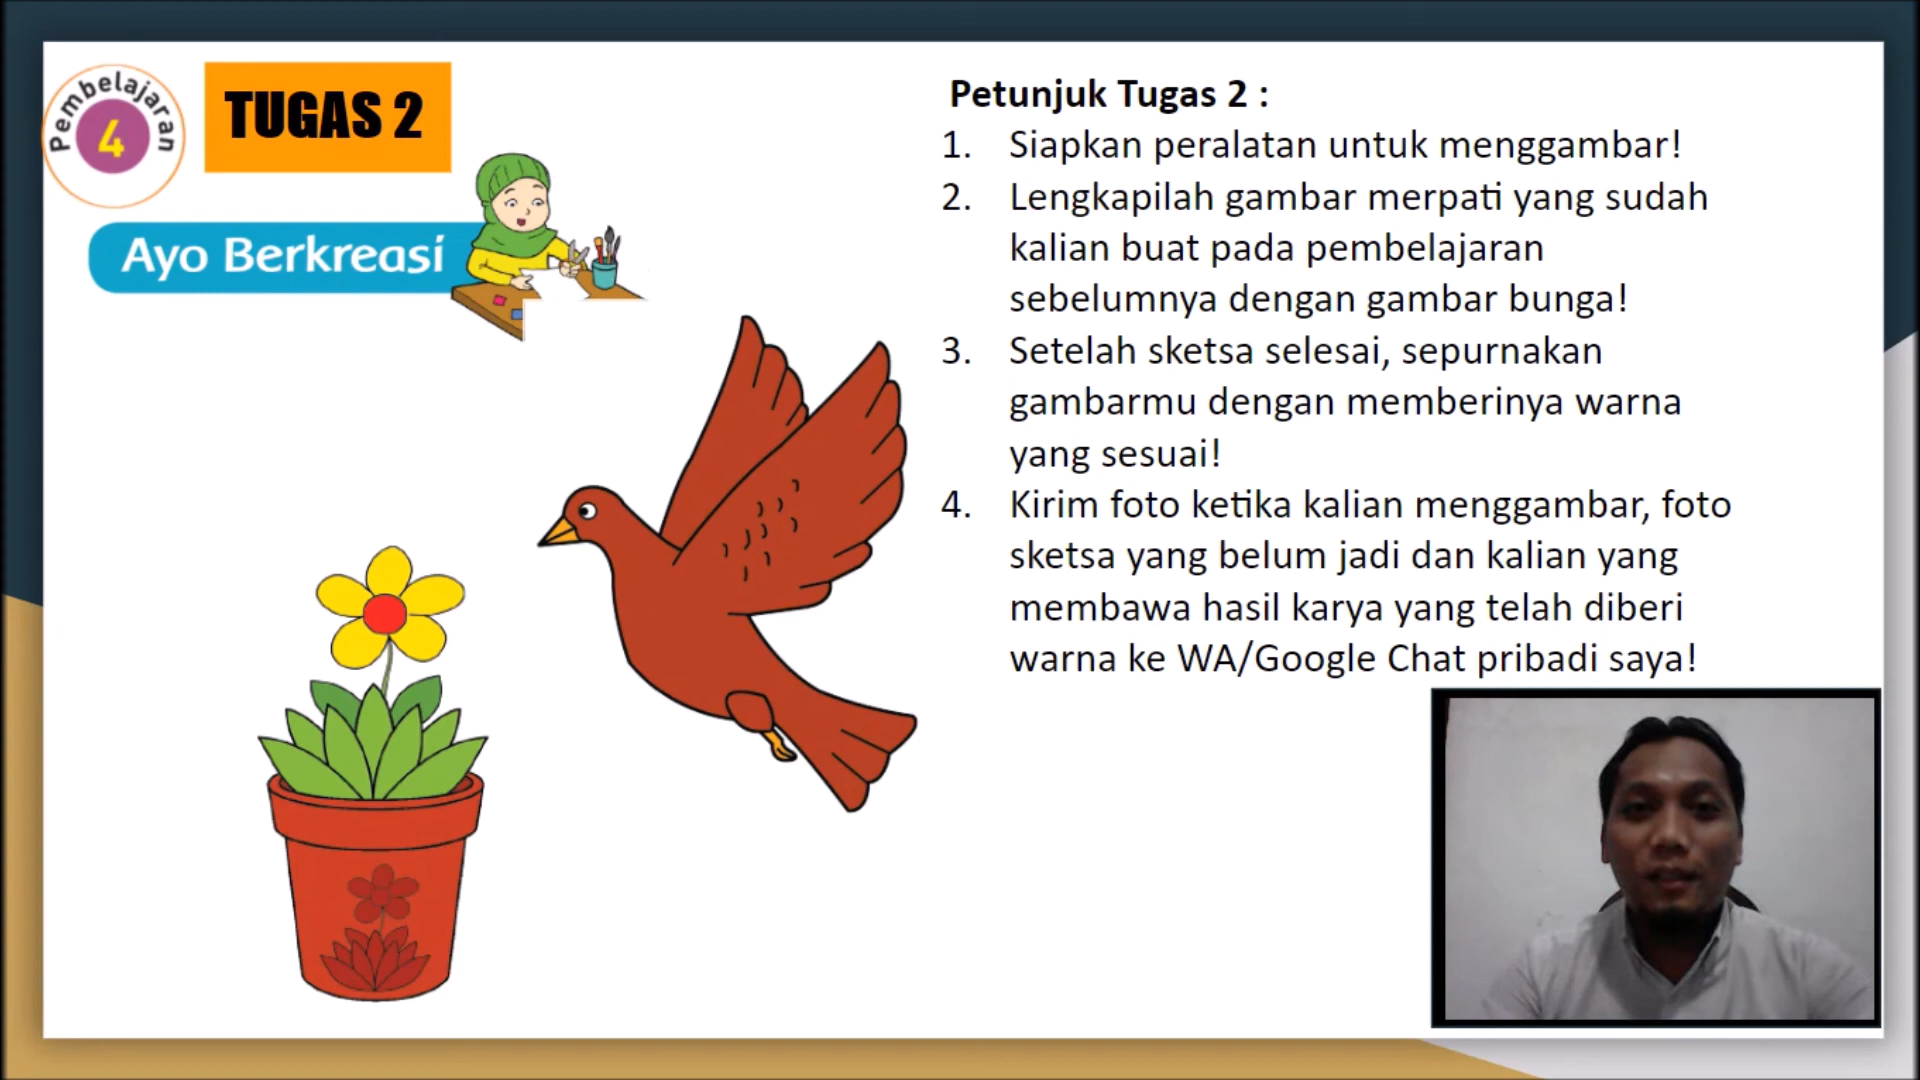 Pembelajaran
4
TUGAS 2
Ayo Berkreasi
Petunjuk Tugas 2 :
1. Siapkan peralatan untuk menggambar!
2. Lengkapilah gambar merpati yang sudah
kalian buat pada pembelajaran
sebelumnya dengan gambar bunga!
3. Setelah sketsa selesai, sepurnakan
gambarmu dengan memberinya warna
yang sesuai!
4. Kirim foto ketika kalian menggambar, foto
sketsa yang belum jadi dan kalian yang
membawa hasil karya yang telah diberi
warna ke WA/Google Chat pribadi saya!